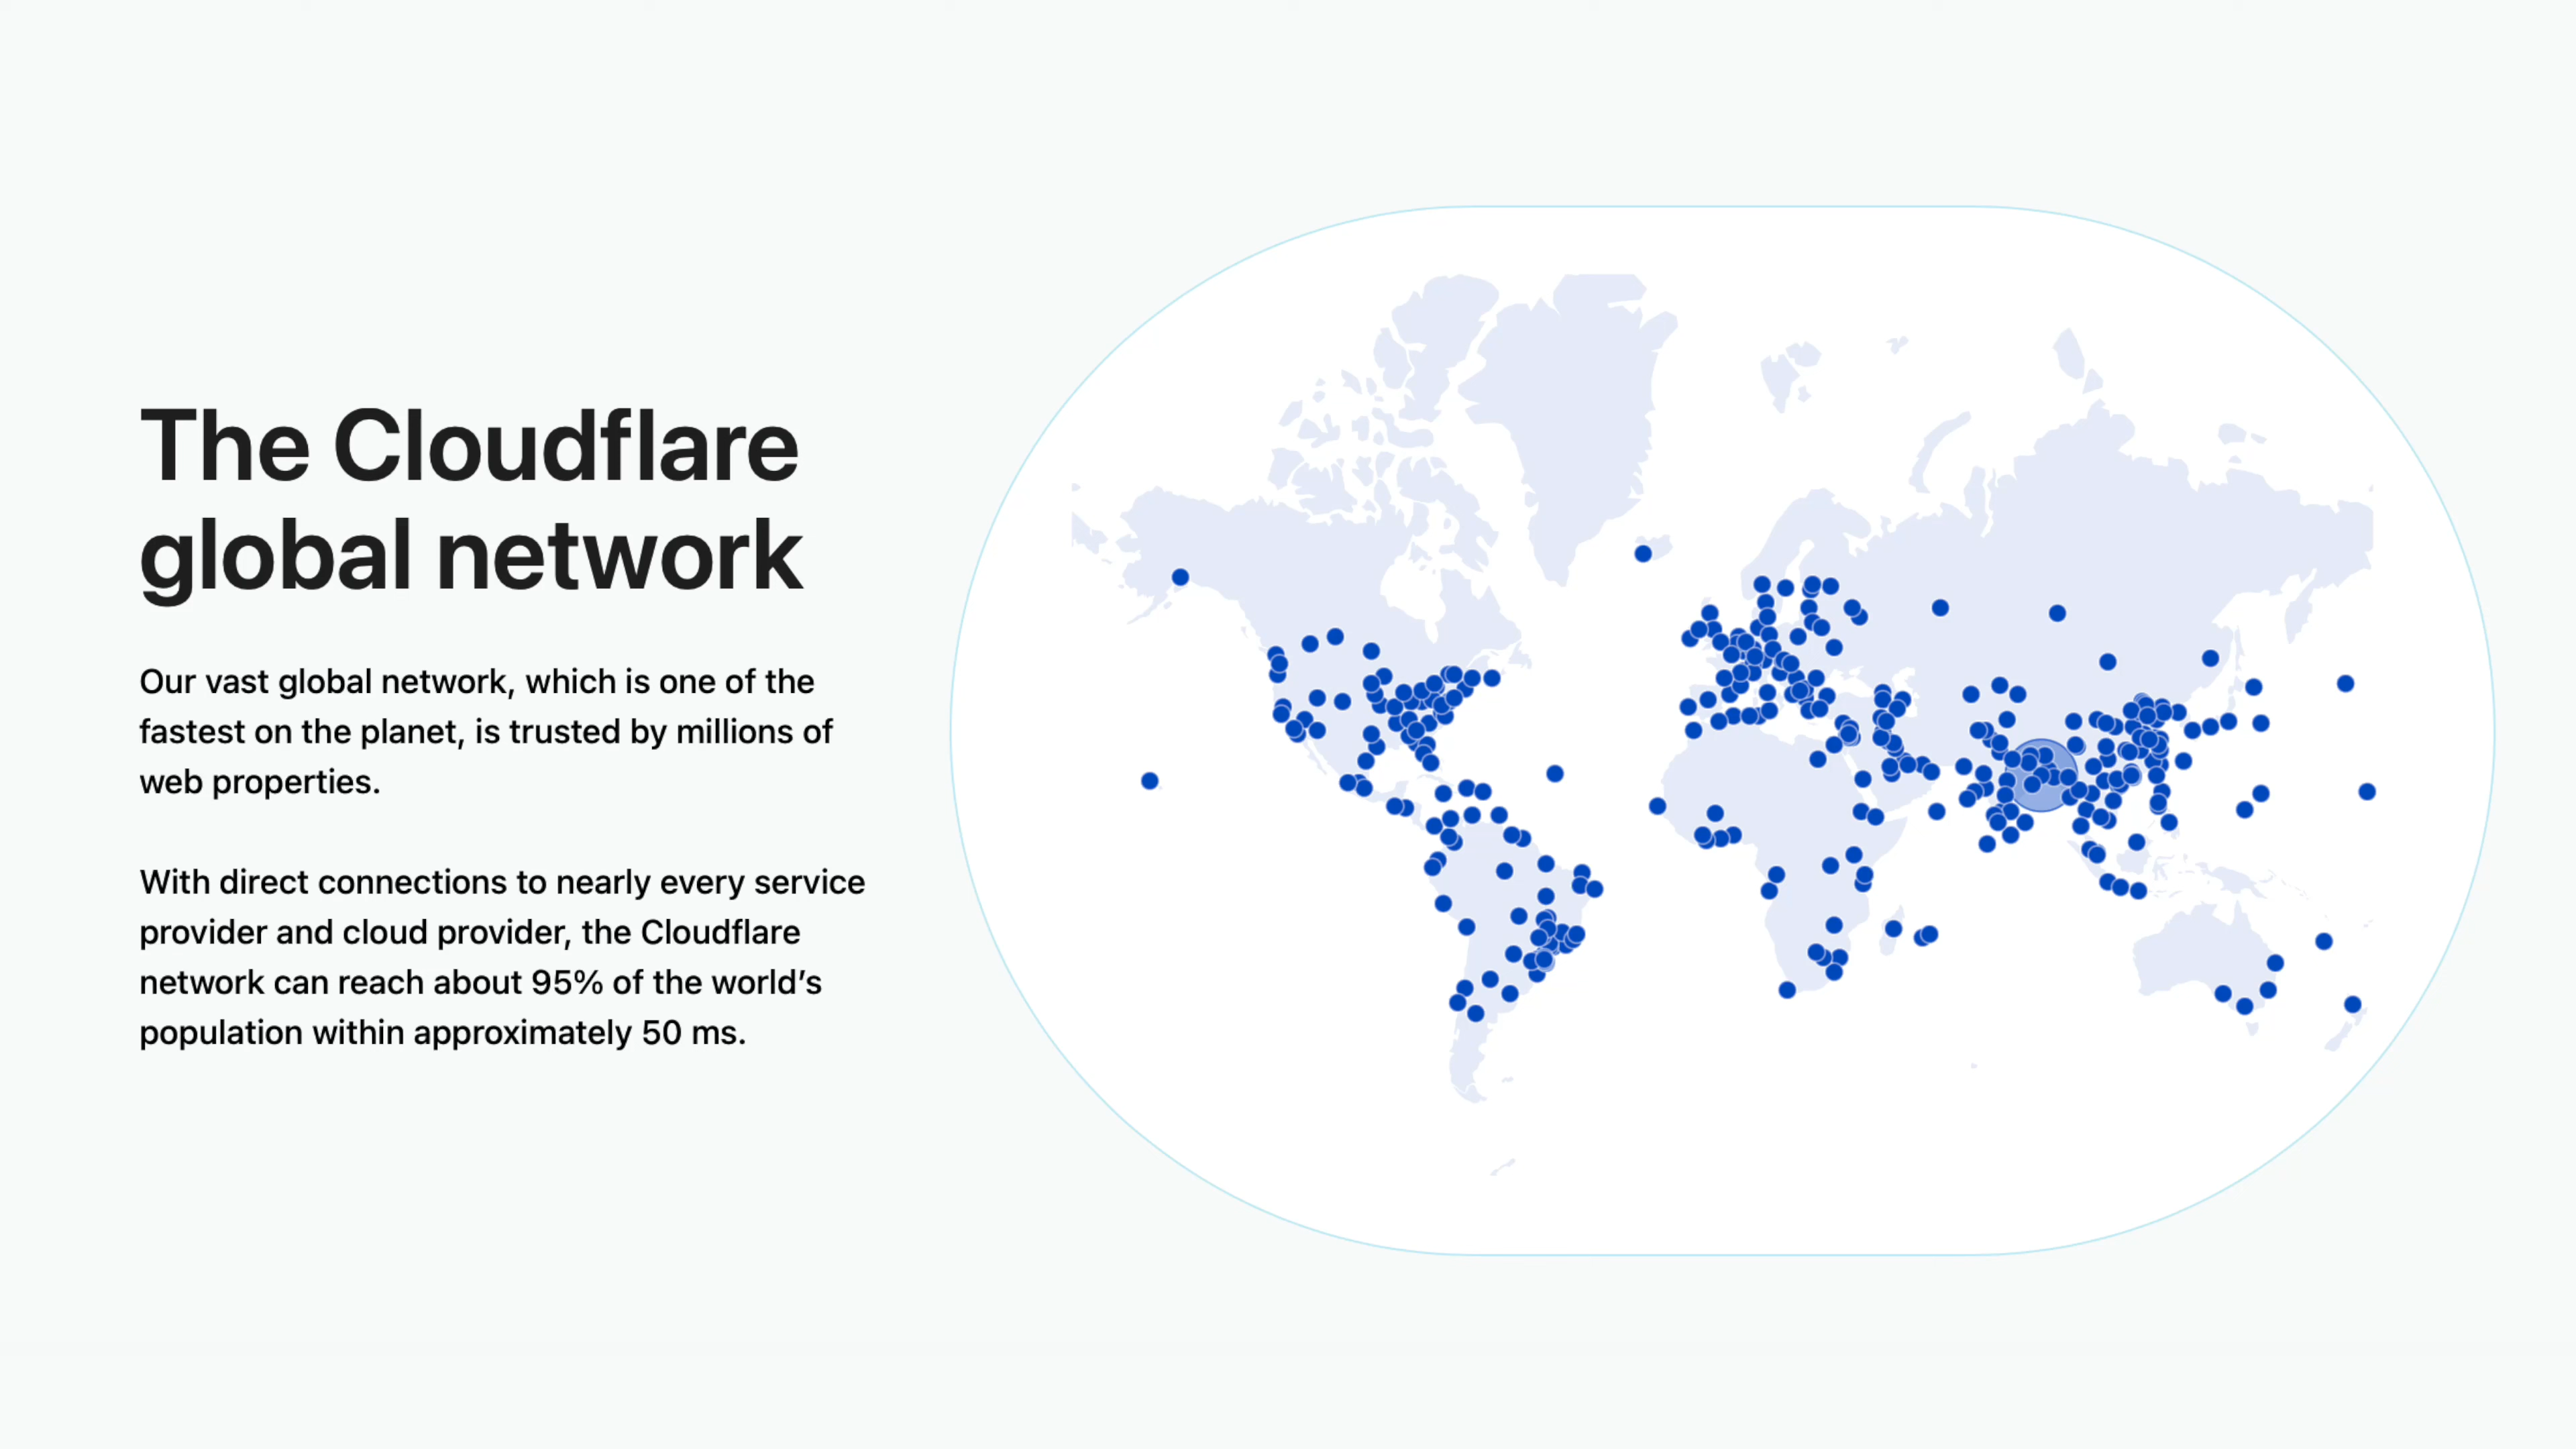 The Cloudflare
global network
Our vast global network, which is one of the
fastest on the planet, is trusted by millions of
web properties.
With direct connections to nearly every service
provider and cloud provider, the Cloudflare
network can reach about 95% of the world’s
population within approximately 50 ms.